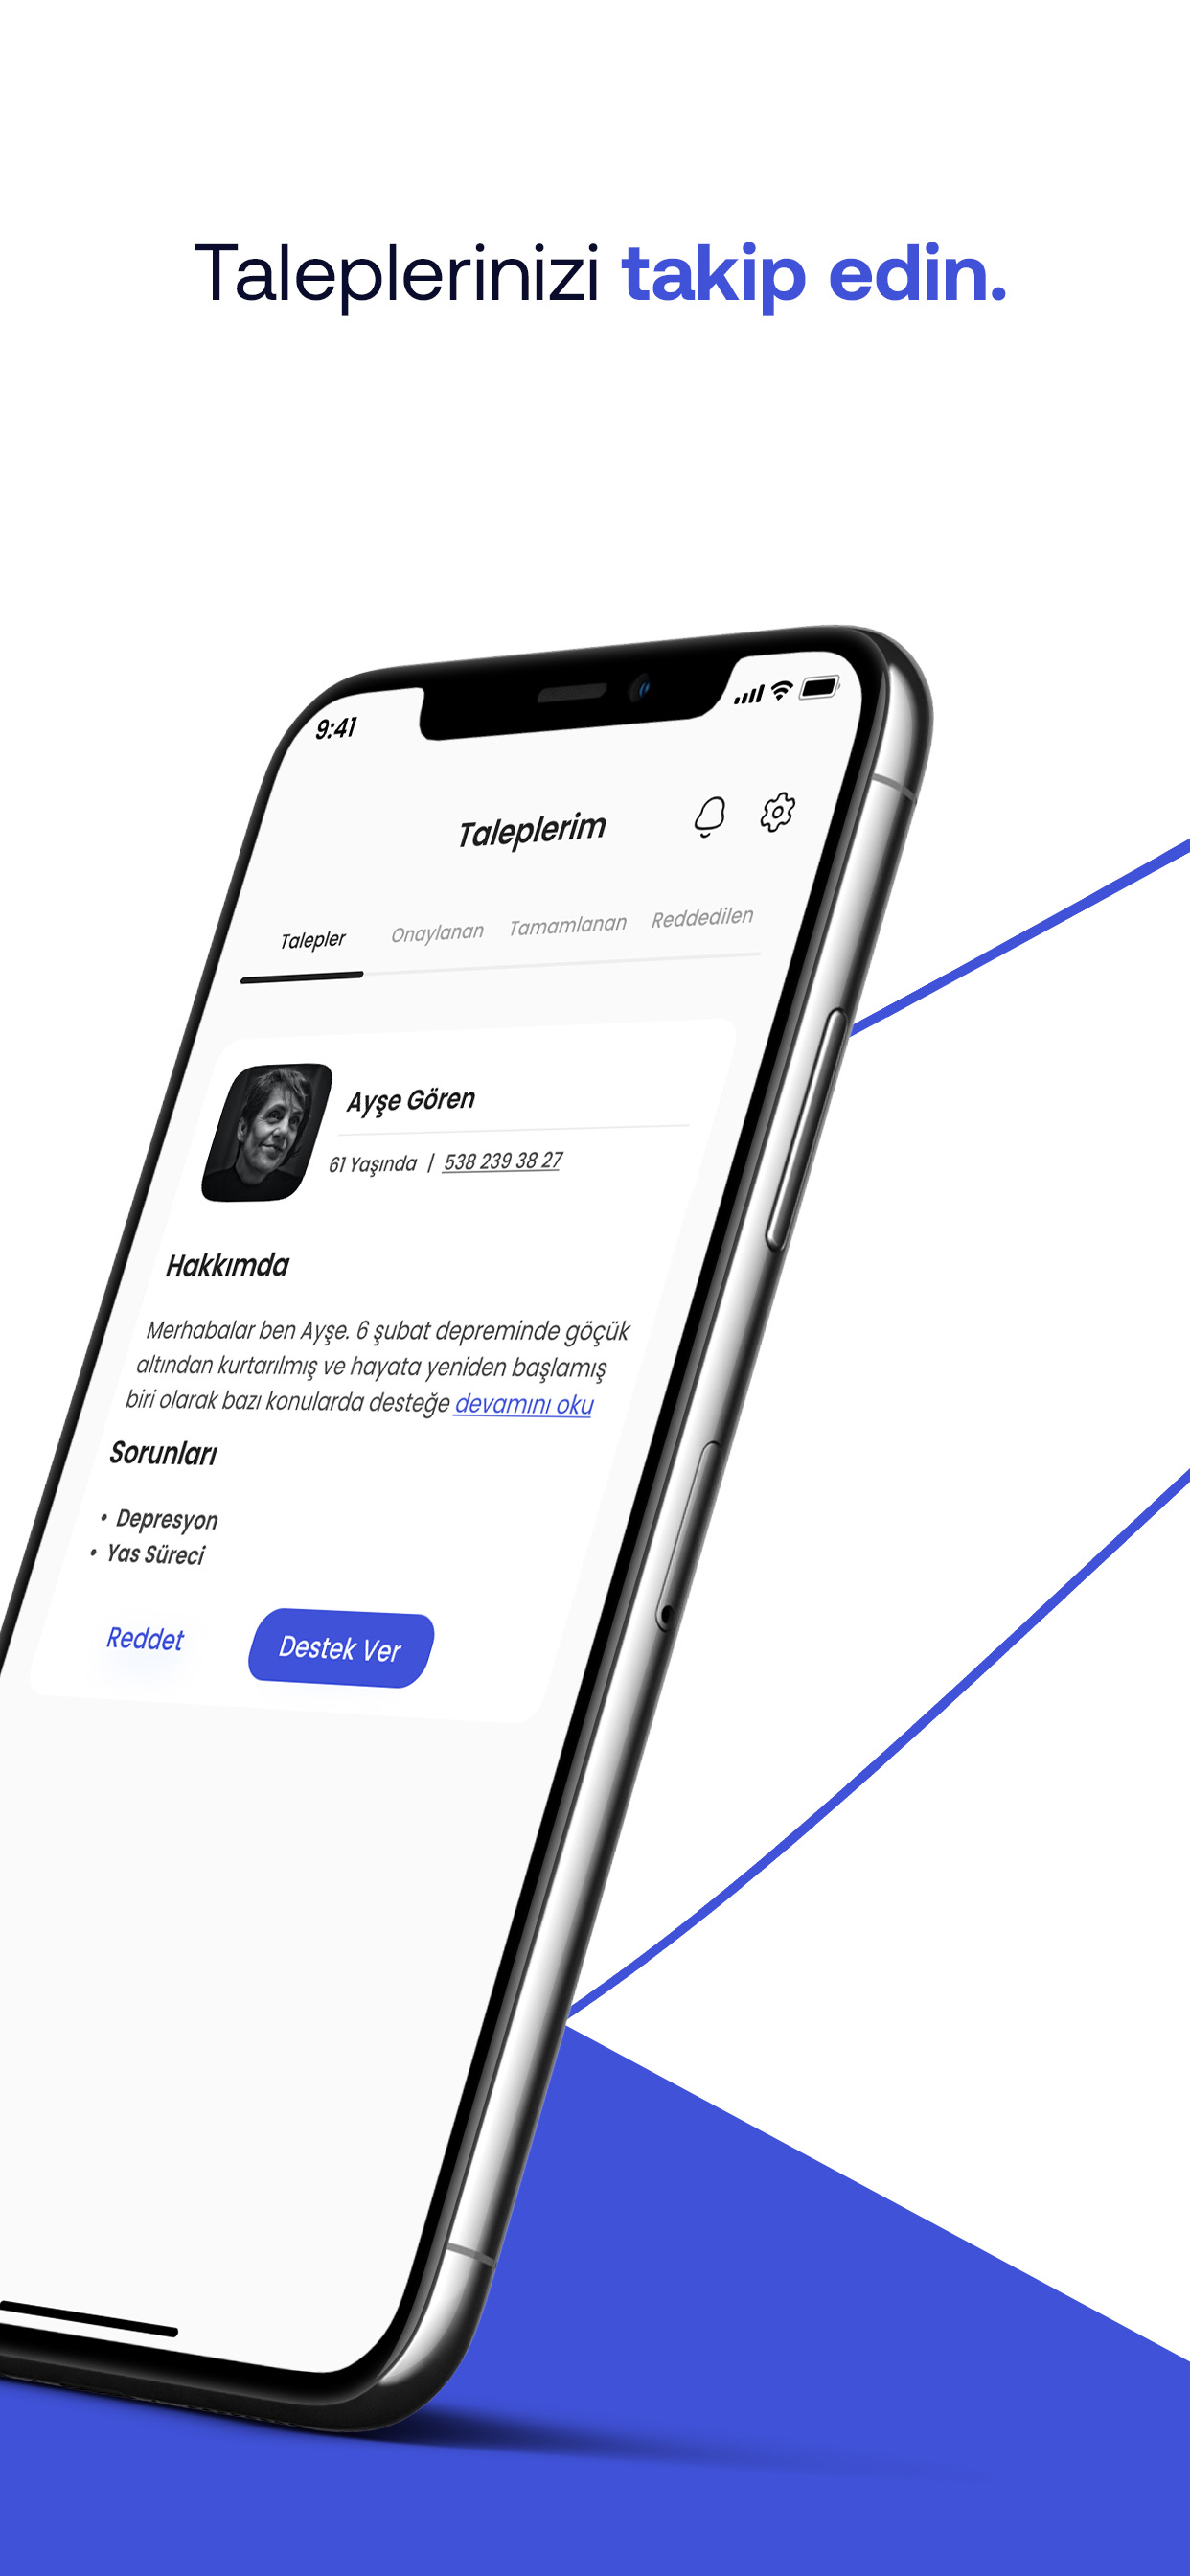 Taleplerinizi takip edin.
9:41
Taleplerim
Talepler Onaylanan Tamamlanan Reddedilen
Ayşe Gören
61 Yaşında | 538 239 38 27
Hakkımda
Merhabalar ben Ayşe. 6 şubat depreminde göçük
altından kurtarılmış ve hayata yeniden başlamış
biri olarak bazı konularda desteğe devamını oku
Sorunları
• Depresyon
• Yas Süreci
Reddet Destek Ver